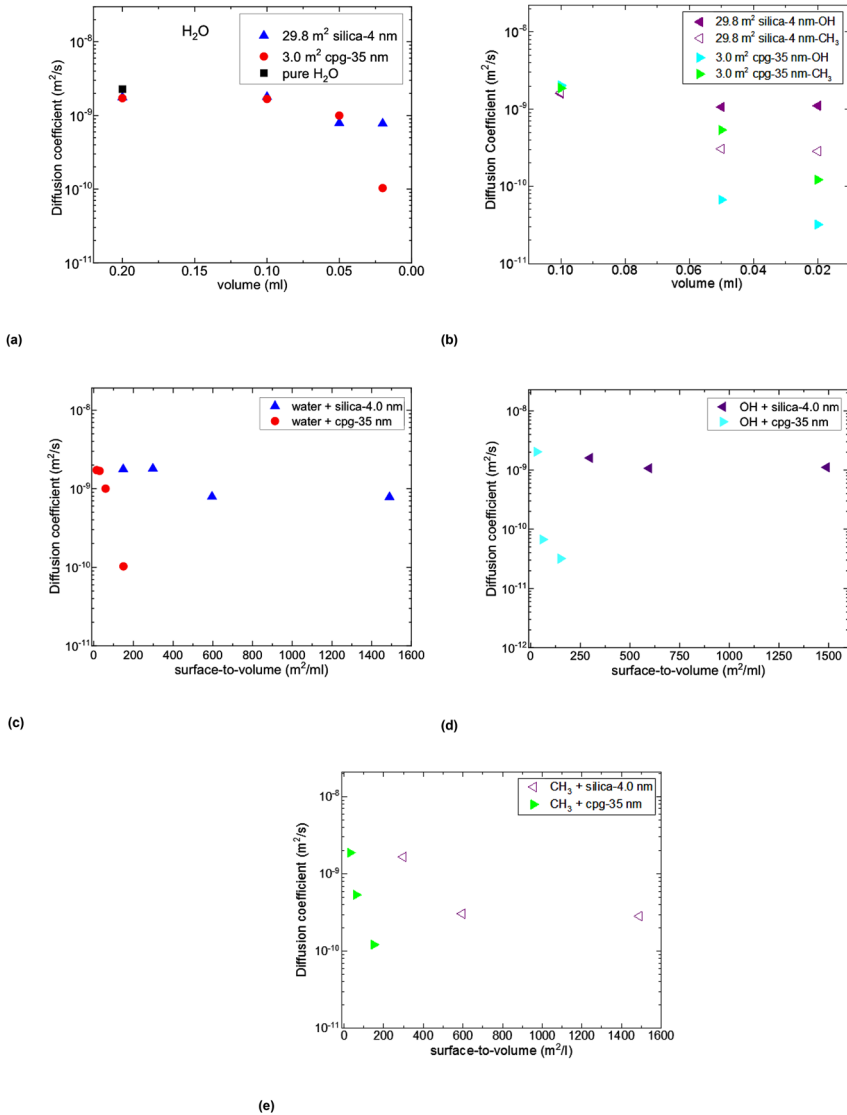 H₂O
29.8 m² silica-4 nm
3.0 m² cpg-35 nm
pure H₂O
Diffusion coefficient (m²/s)
10⁻⁸
10⁻⁹
10⁻¹⁰
10⁻¹¹
0.20 0.15 0.10 0.05 0.00
volume (ml)
(a)
29.8 m² silica-4 nm-OH
29.8 m² silica-4 nm-CH₃
3.0 m² cpg-35 nm-OH
3.0 m² cpg-35 nm-CH₃
Diffusion Coefficient (m²/s)
10⁻⁸
10⁻⁹
10⁻¹⁰
10⁻¹¹
0.10 0.08 0.06 0.04 0.02
volume (ml)
(b)
water + silica-4.0 nm
water + cpg-35 nm
Diffusion coefficient (m²/s)
10⁻⁸
10⁻⁹
10⁻¹⁰
10⁻¹¹
0 200 400 600 800 1000 1200 1400 1600
surface-to-volume (m²/ml)
(c)
OH + silica-4.0 nm
OH + cpg-35 nm
Diffusion coefficient (m²/s)
10⁻⁸
10⁻⁹
10⁻¹⁰
10⁻¹¹
10⁻¹²
0 250 500 750 1000 1250 1500
surface-to-volume (m²/ml)
(d)
CH₃ + silica-4.0 nm
CH₃ + cpg-35 nm
Diffusion coefficient (m²/s)
10⁻⁸
10⁻⁹
10⁻¹⁰
10⁻¹¹
0 200 400 600 800 1000 1200 1400 1600
surface-to-volume (m²/l)
(e)